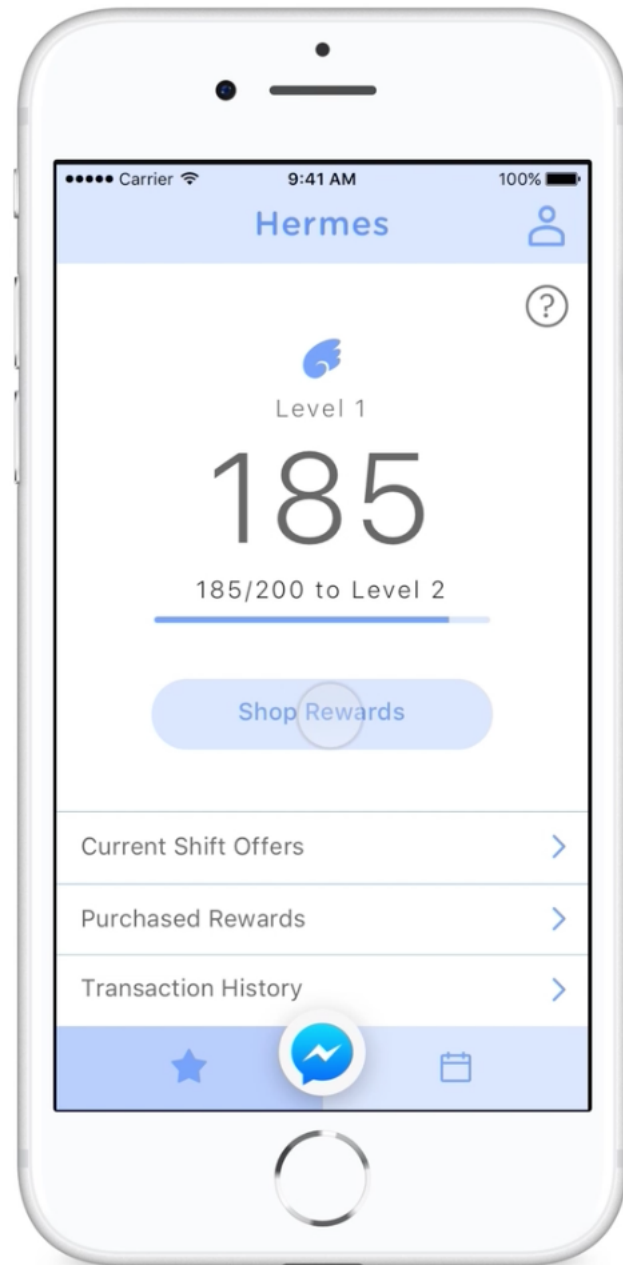 Carrier 9:41 AM 100%
Hermes
?
Level 1
185
185/200 to Level 2
Shop Rewards
Current Shift Offers
Purchased Rewards
Transaction History